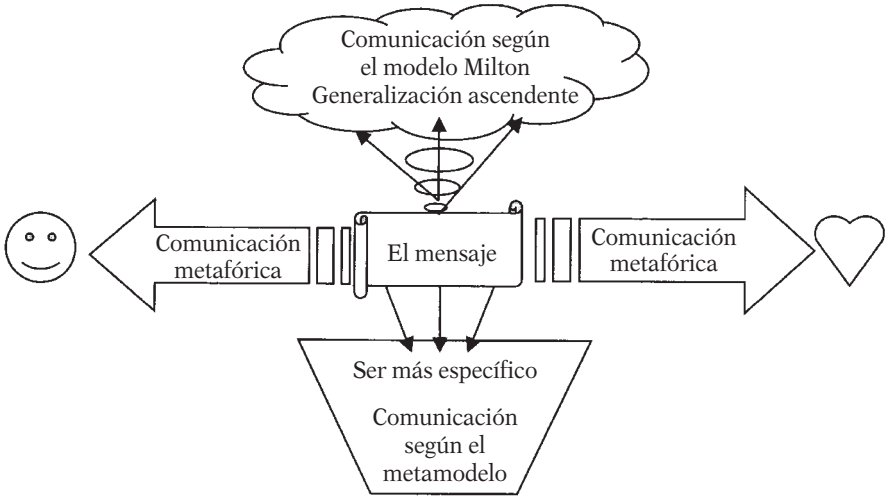 Comunicación según
el modelo Milton
Generalización ascendente
Comunicación
metafórica
El mensaje
Comunicación
metafórica
Ser más específico
Comunicación
según el
metamodelo